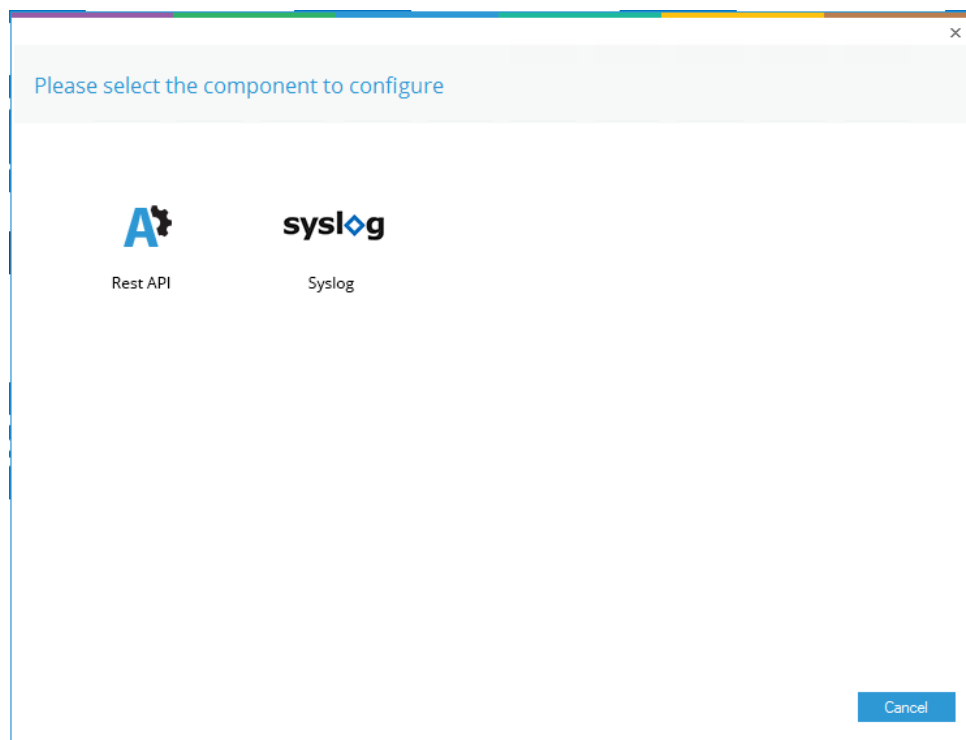 Please select the component to configure
A
syslog
Rest API
Syslog
Cancel